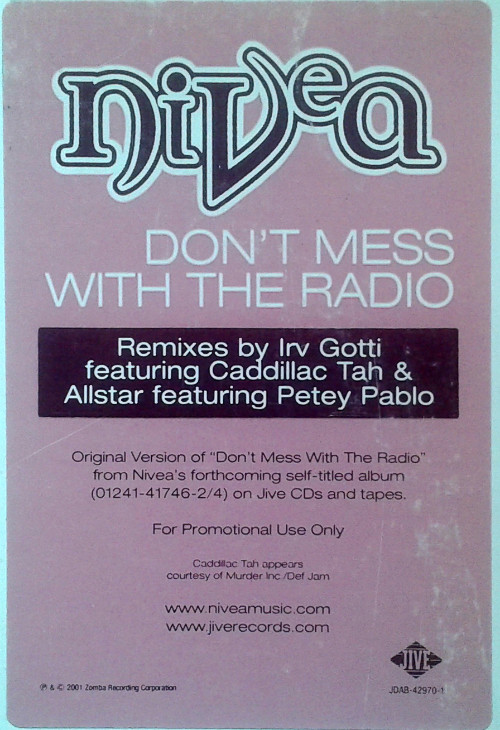 nivea
DON'T MESS
WITH THE RADIO
Remixes by Irv Gotti
featuring Caddillac Tah &
Allstar featuring Petey Pablo
Original Version of "Don't Mess With The Radio"
from Nivea's forthcoming self-titled album
(01241-41746-2/4) on Jive CDs and tapes.
For Promotional Use Only
Caddillac Tah appears
courtesy of Murder Inc./Def Jam
www.niveamusic.com
www.jiverecords.com
JIVE
℗ & © 2001 Zomba Recording Corporation
JDAB-42970-1